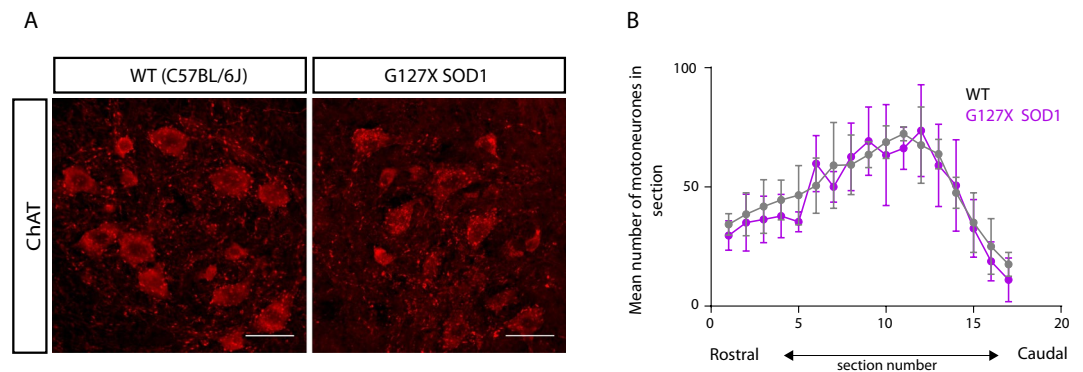 A
WT (C57BL/6J)
G127X SOD1
ChAT
B
Mean number of motoneurones in
section
100
50
0
WT
G127X SOD1
0 5 10 15 20
Rostral
section number
Caudal